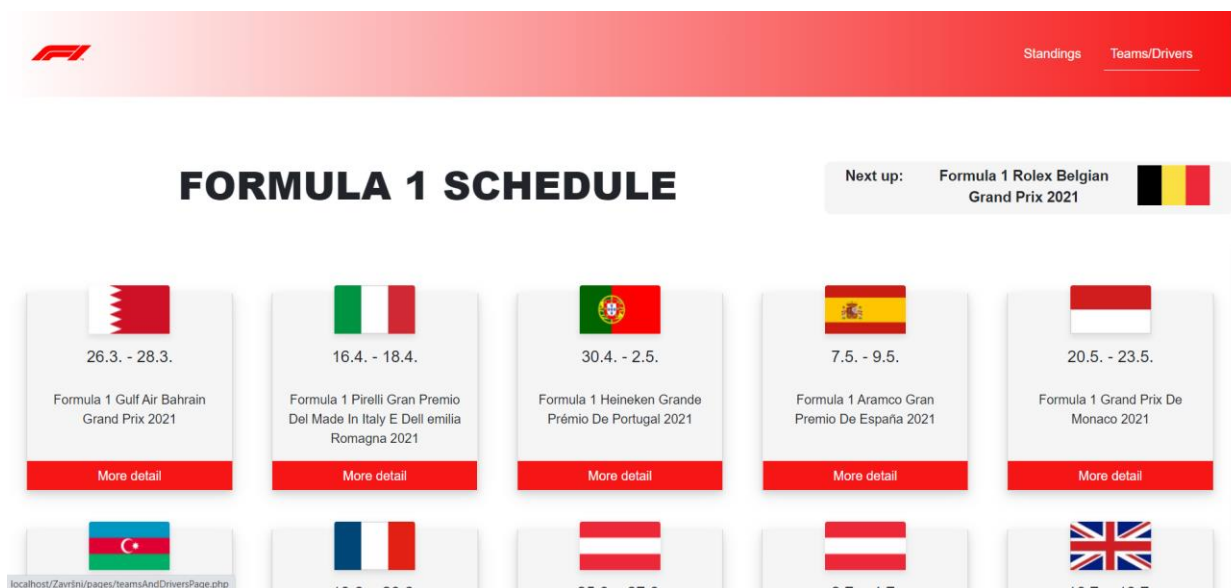 F1
Standings
Teams/Drivers
FORMULA 1 SCHEDULE
Next up:
Formula 1 Rolex Belgian
Grand Prix 2021
26.3. - 28.3.
Formula 1 Gulf Air Bahrain
Grand Prix 2021
More detail
16.4. - 18.4.
Formula 1 Pirelli Gran Premio
Del Made In Italy E Dell emilia
Romagna 2021
More detail
30.4. - 2.5.
Formula 1 Heineken Grande
Prémio De Portugal 2021
More detail
7.5. - 9.5.
Formula 1 Aramco Gran
Premio De España 2021
More detail
20.5. - 23.5.
Formula 1 Grand Prix De
Monaco 2021
More detail
localhost/Završni/pages/teamsAndDriversPage.php